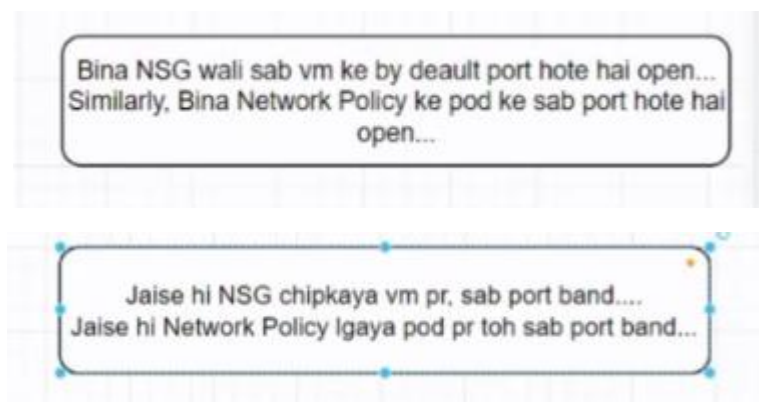 Bina NSG wali sab vm ke by deault port hote hai open...
Similarly, Bina Network Policy ke pod ke sab port hote hai
open...
Jaise hi NSG chipkaya vm pr, sab port band....
Jaise hi Network Policy lgaya pod pr toh sab port band...